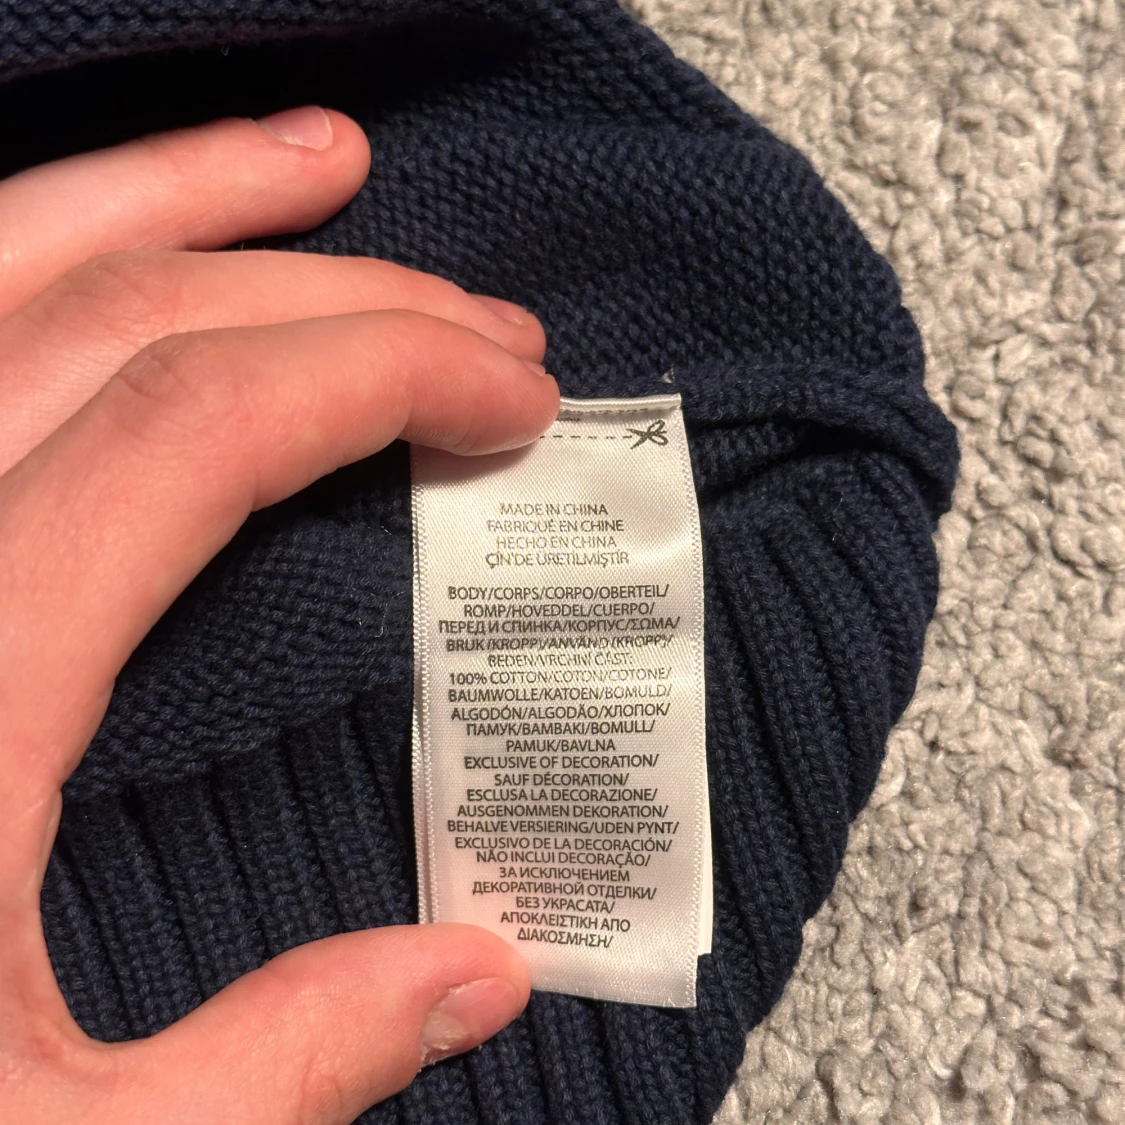 MADE IN CHINA
FABRIQUÉ EN CHINE
HECHO EN CHINA
ÇİN'DE ÜRETİLMİŞTİR
BODY/CORPS/CORPO/OBERTEIL/
ROMP/HOVEDDEL/CUERPO/
ПЕРЕД И СПИНКА/КОРПУС/ΣΩΜΑ/
BRUK (KROPP)/ANVÄND (KROPP)/
BEDEN/VRCHNÍ ČÁST:
100% COTTON/COTON/COTONE/
BAUMWOLLE/KATOEN/BOMULD/
ALGODÓN/ALGODÃO/ХЛОПОК/
ПАМУК/ΒΑΜΒΑΚΙ/BOMULL/
PAMUK/BAVLNA
EXCLUSIVE OF DECORATION/
SAUF DÉCORATION/
ESCLUSA LA DECORAZIONE/
AUSGENOMMEN DEKORATION/
BEHALVE VERSIERING/UDEN PYNT/
EXCLUSIVO DE LA DECORACIÓN/
NÃO INCLUI DECORAÇÃO/
ЗА ИСКЛЮЧЕНИЕМ
ДЕКОРАТИВНОЙ ОТДЕЛКИ/
БЕЗ УКРАСАТА/
ΑΠΟΚΛΕΙΣΤΙΚΗ ΑΠΟ
ΔΙΑΚΟΣΜΗΣΗ/